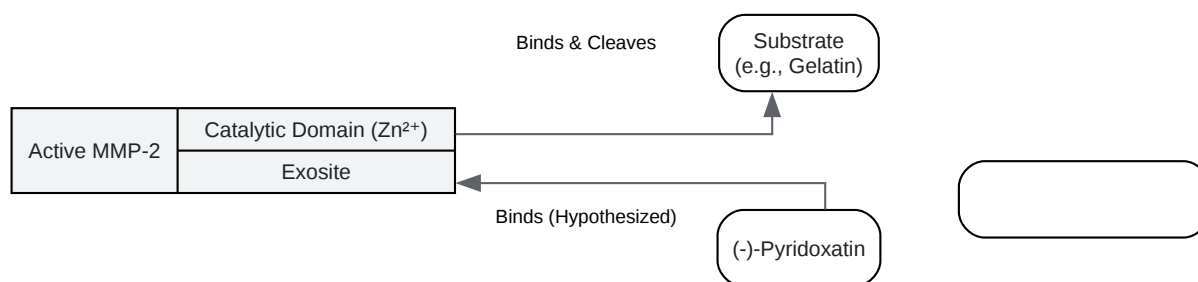 Binds & Cleaves
Substrate
(e.g., Gelatin)
Active MMP-2
Catalytic Domain (Zn²⁺)
Exosite
Binds (Hypothesized)
(-)-Pyridoxatin